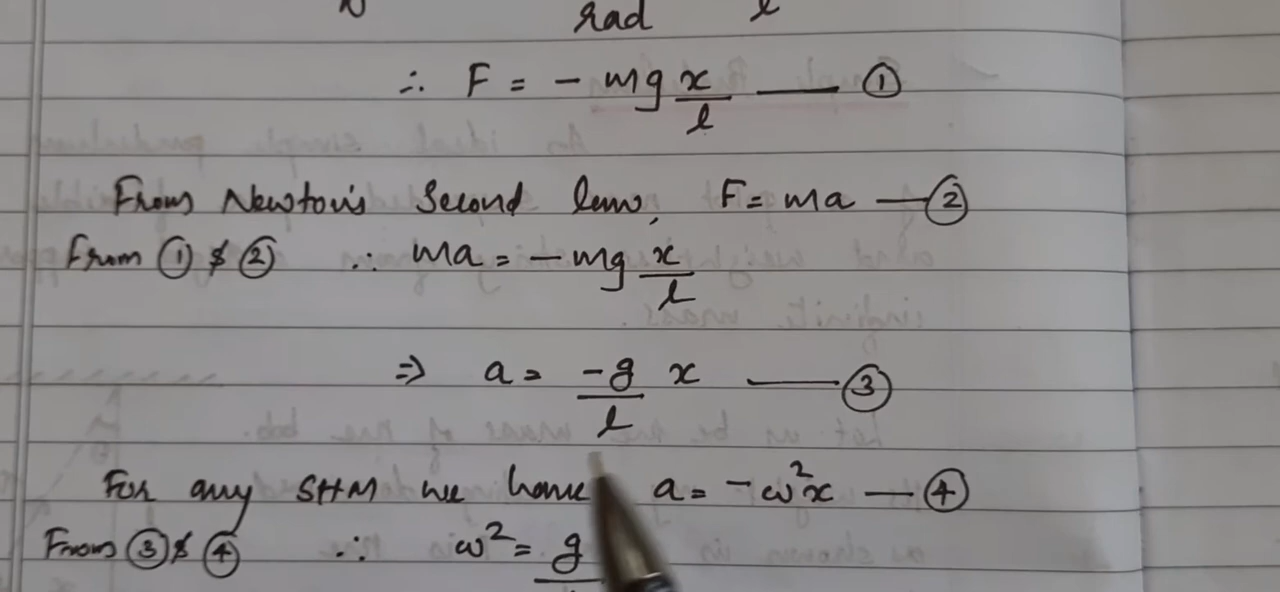 rad l
∴ F = - mg x/l —— ①
From Newton's Second law, F = ma — ②
From ① & ② ∴ ma = - mg x/l
⇒ a = -g/l x —— ③
For any SHM we have a = - ω²x — ④
From ③ & ④ ∴ ω² = g